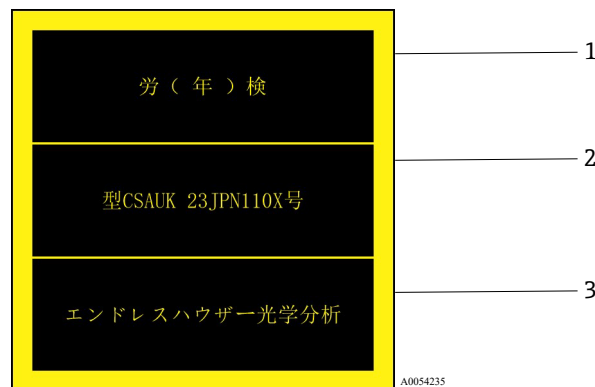 労（ 年 ）検
型CSAUK 23JPN110X号
エンドレスハウザー光学分析
1
2
3
A0054235